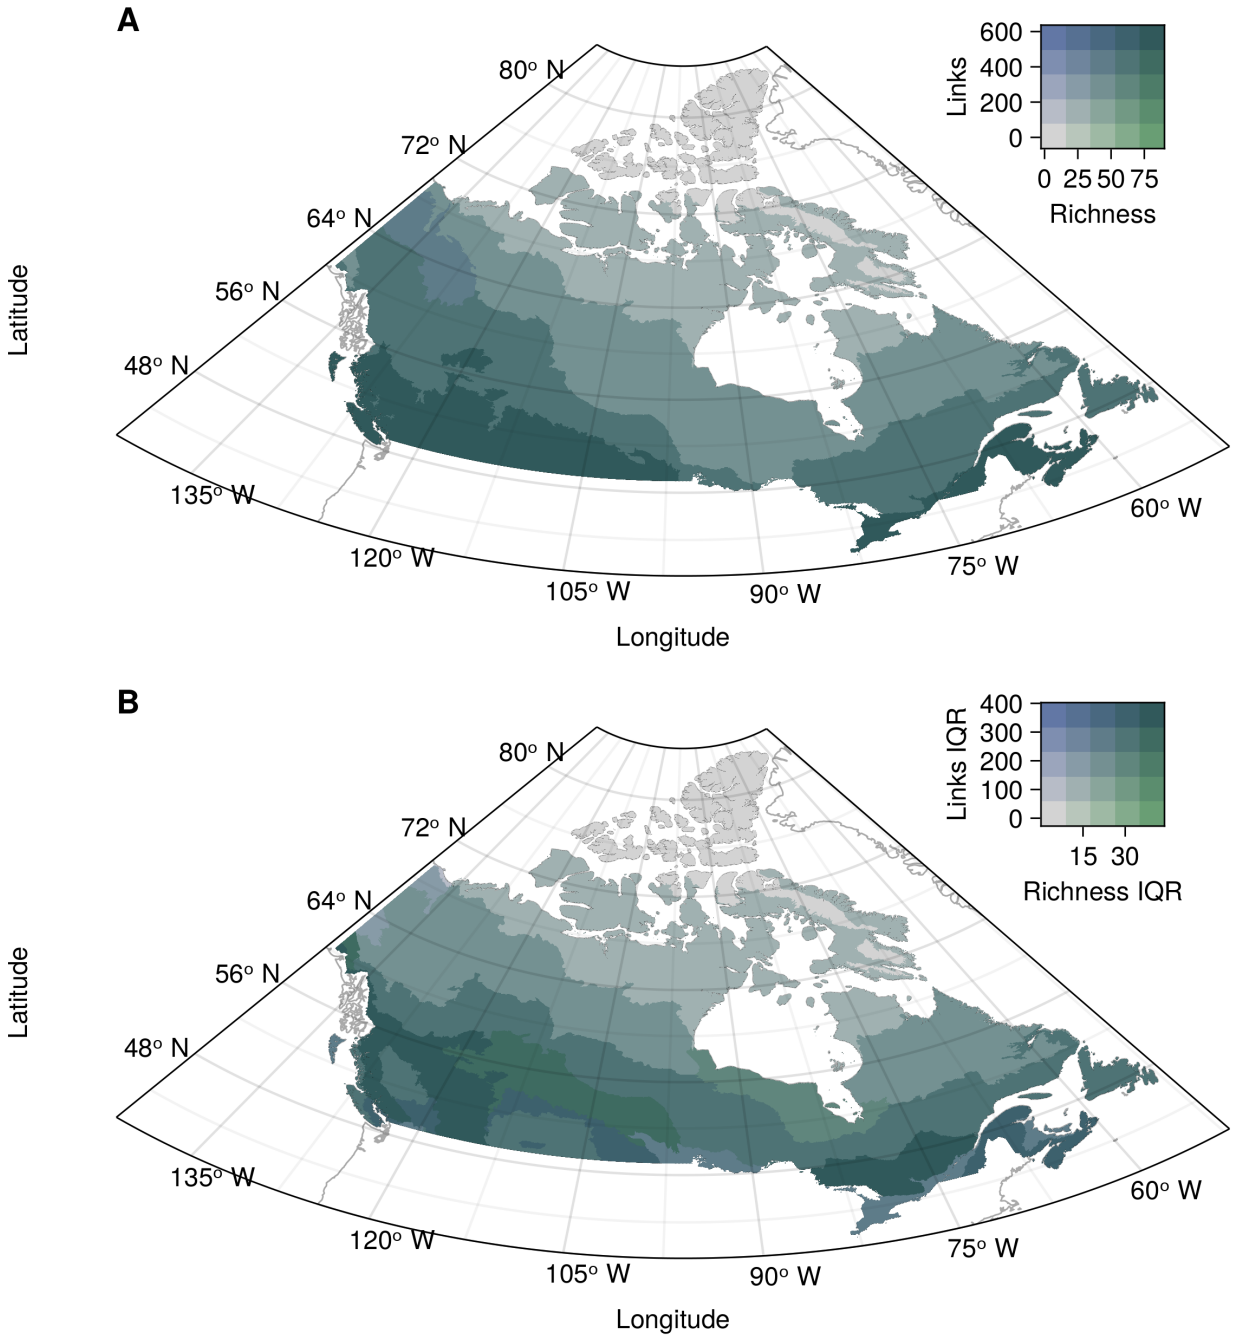 A
80° N
72° N
64° N
56° N
48° N
Latitude
135° W
120° W
105° W
90° W
75° W
60° W
Longitude
Links
600
400
200
0
0 25 50 75
Richness
B
80° N
72° N
64° N
56° N
48° N
Latitude
135° W
120° W
105° W
90° W
75° W
60° W
Longitude
Links IQR
400
300
200
100
0
15 30
Richness IQR